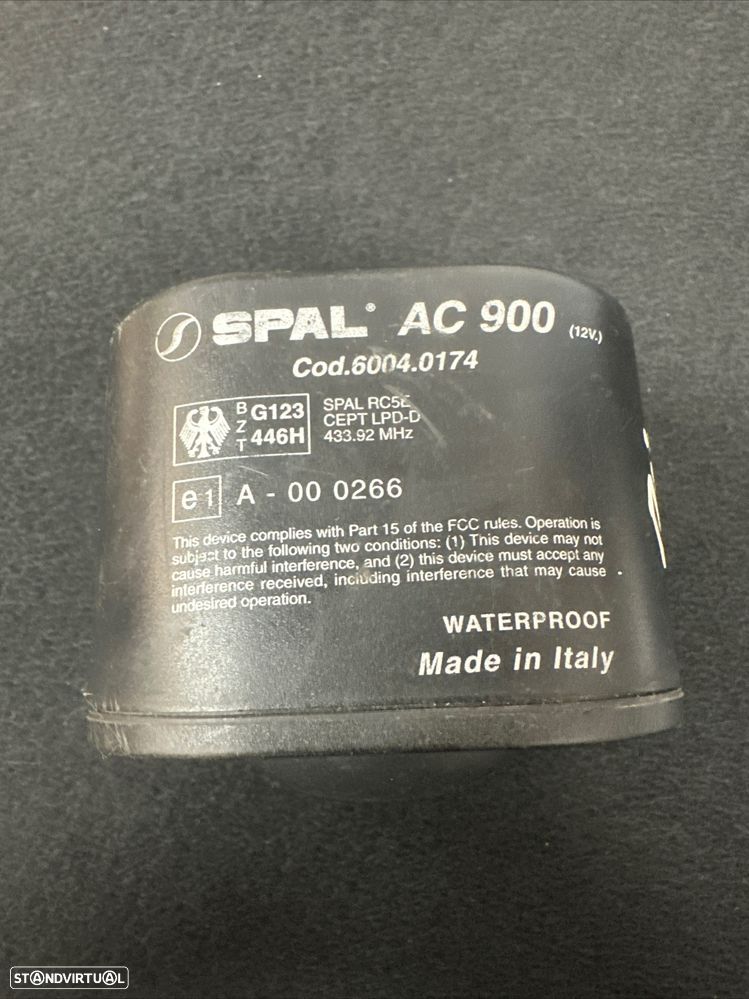 SPAL® AC 900 (12V.)
Cod.6004.0174
BZT G123 446H
SPAL RC5E
CEPT LPD-D
433.92 MHz
e1 A - 00 0266
This device complies with Part 15 of the FCC rules. Operation is
subject to the following two conditions: (1) This device may not
cause harmful interference, and (2) this device must accept any
interference received, including interference that may cause
undesired operation.
WATERPROOF
Made in Italy
STANDVIRTUAL